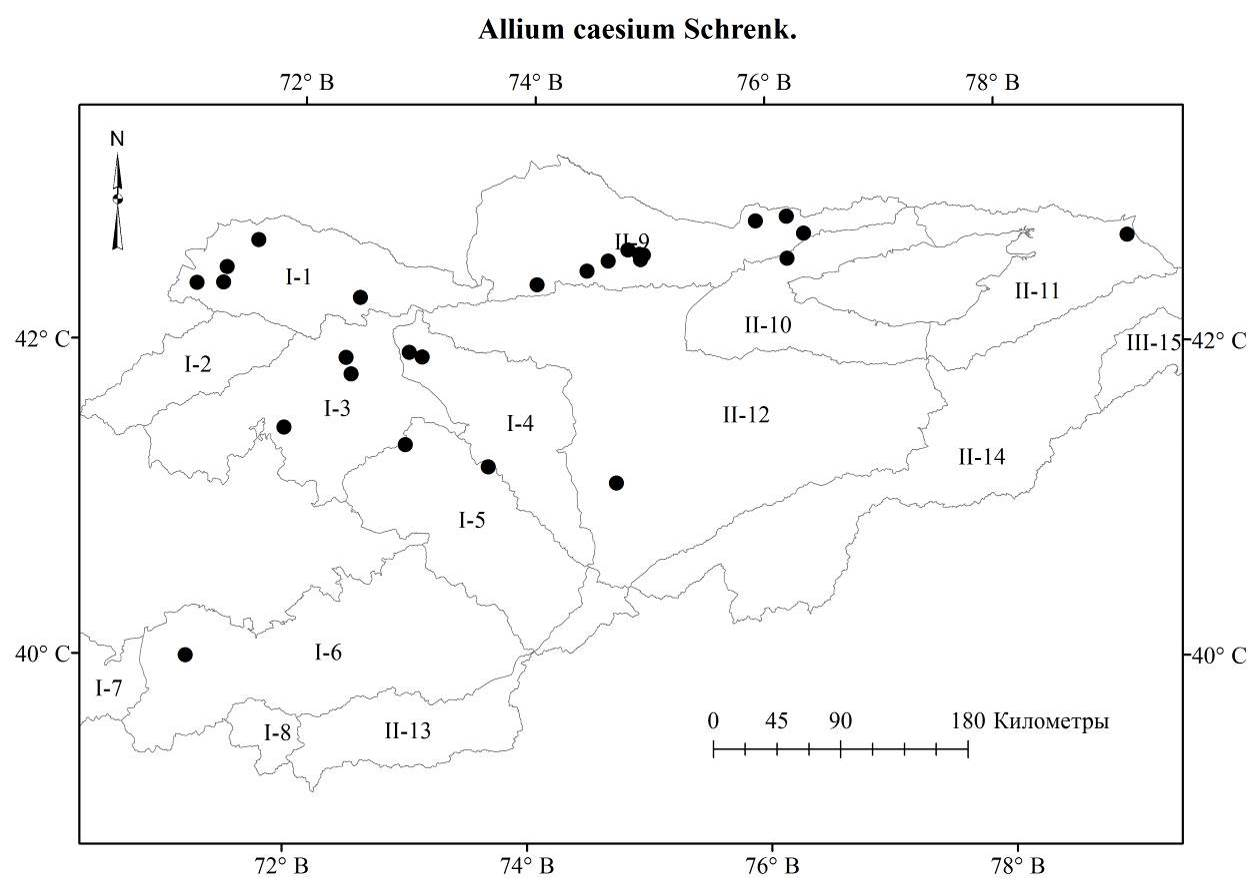 Allium caesium Schrenk.
72° В 74° В 76° В 78° В
N
II-9
I-1
II-11
II-10
42° С 42° С
III-15
I-2
I-3
I-4
II-12
II-14
I-5
40° С 40° С
I-6
I-7
0 45 90 180 Километры
I-8
II-13
72° В 74° В 76° В 78° В